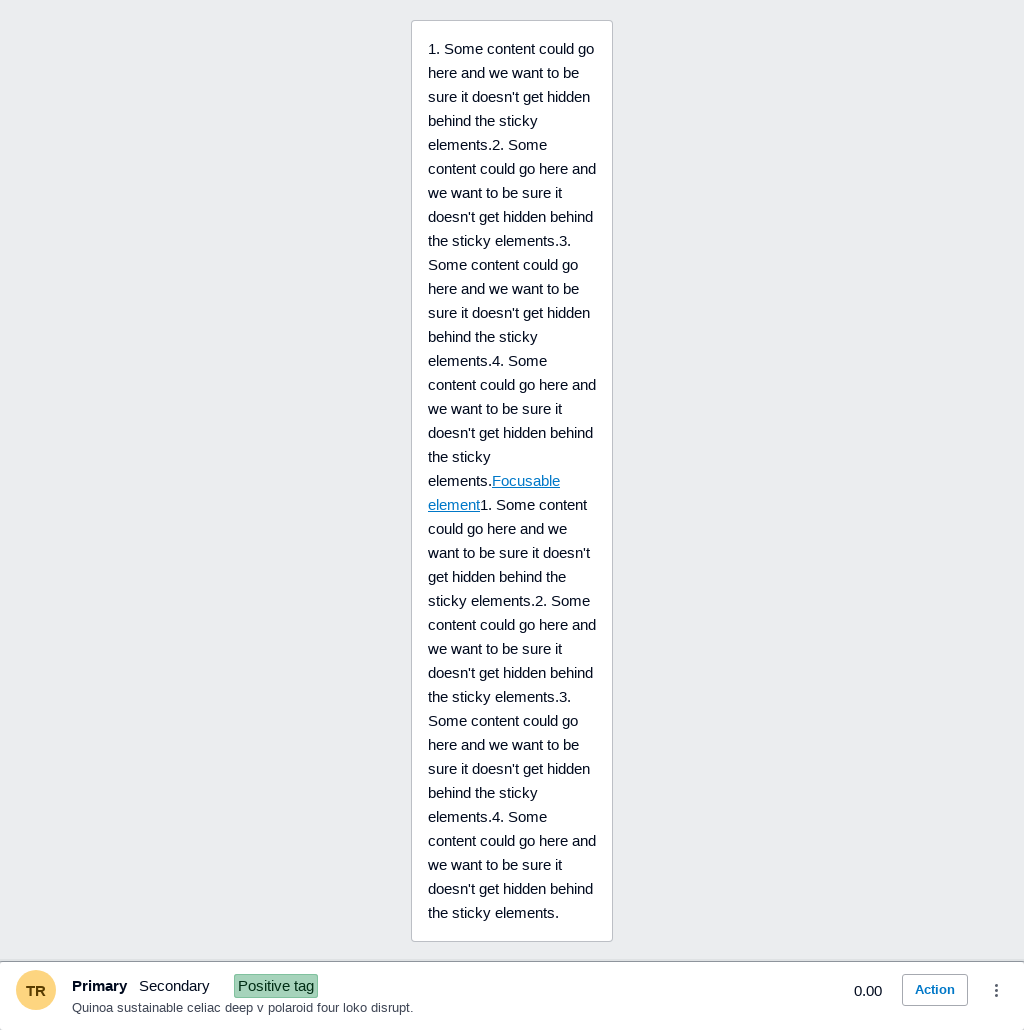 1. Some content could go
here and we want to be
sure it doesn't get hidden
behind the sticky
elements.2. Some
content could go here and
we want to be sure it
doesn't get hidden behind
the sticky elements.3.
Some content could go
here and we want to be
sure it doesn't get hidden
behind the sticky
elements.4. Some
content could go here and
we want to be sure it
doesn't get hidden behind
the sticky
elements.Focusable
element1. Some content
could go here and we
want to be sure it doesn't
get hidden behind the
sticky elements.2. Some
content could go here and
we want to be sure it
doesn't get hidden behind
the sticky elements.3.
Some content could go
here and we want to be
sure it doesn't get hidden
behind the sticky
elements.4. Some
content could go here and
we want to be sure it
doesn't get hidden behind
the sticky elements.
TR Primary Secondary Positive tag 0.00 Action
Quinoa sustainable celiac deep v polaroid four loko disrupt.